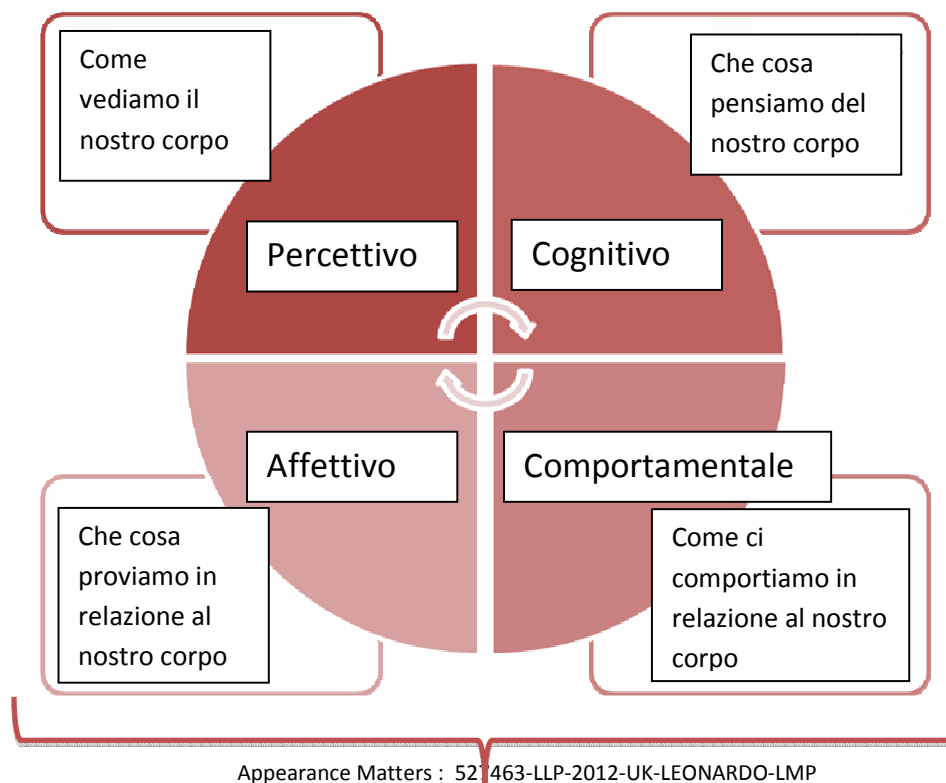 Come
vediamo il
nostro corpo
Che cosa
pensiamo del
nostro corpo
Percettivo
Cognitivo
Affettivo
Comportamentale
Che cosa
proviamo in
relazione al
nostro corpo
Come ci
comportiamo in
relazione al nostro
corpo
Appearance Matters : 527463-LLP-2012-UK-LEONARDO-LMP